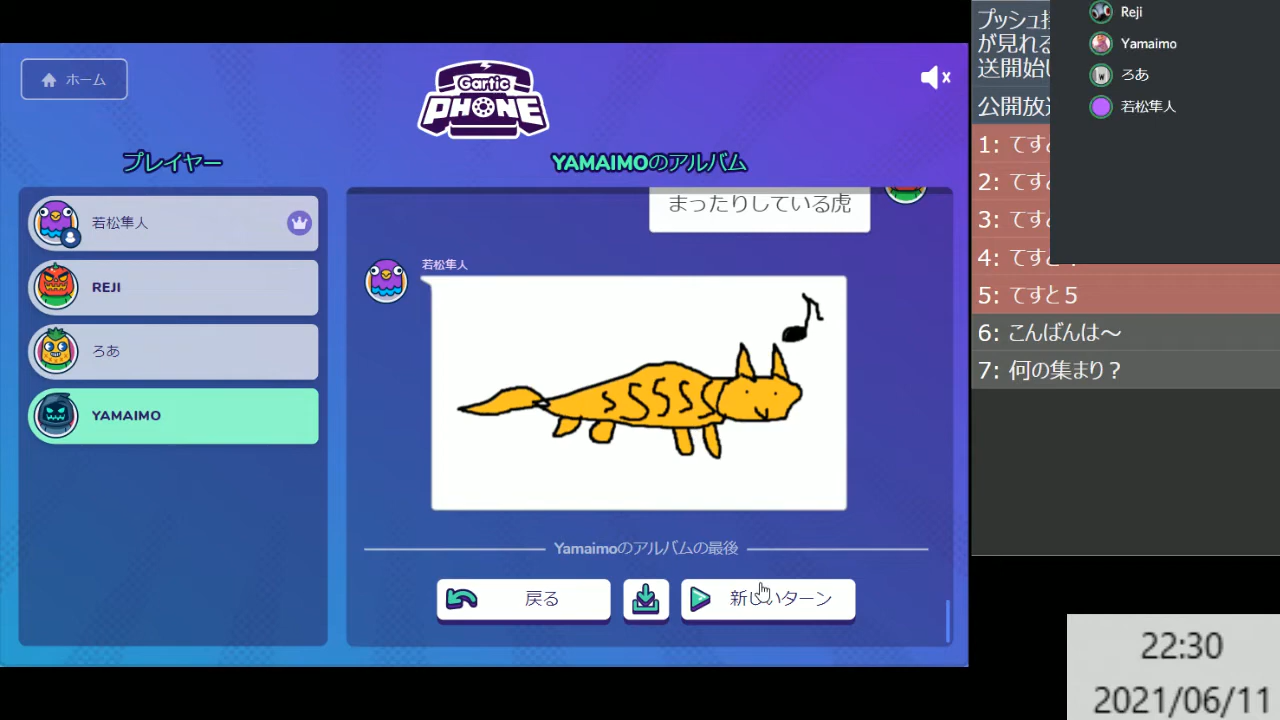 ホーム
Gartic
PHONE
プレイヤー
若松隼人
REJI
ろあ
YAMAIMO
YAMAIMOのアルバム
まったりしている虎
若松隼人
Yamaimoのアルバムの最後
戻る
新しいターン
プッシュ
が見れる
送開始
公開放
1: てす
2: てす
3: てす
4: てす
5: てすと5
6: こんばんは～
7: 何の集まり？
Reji
Yamaimo
ろあ
若松隼人
22:30
2021/06/11